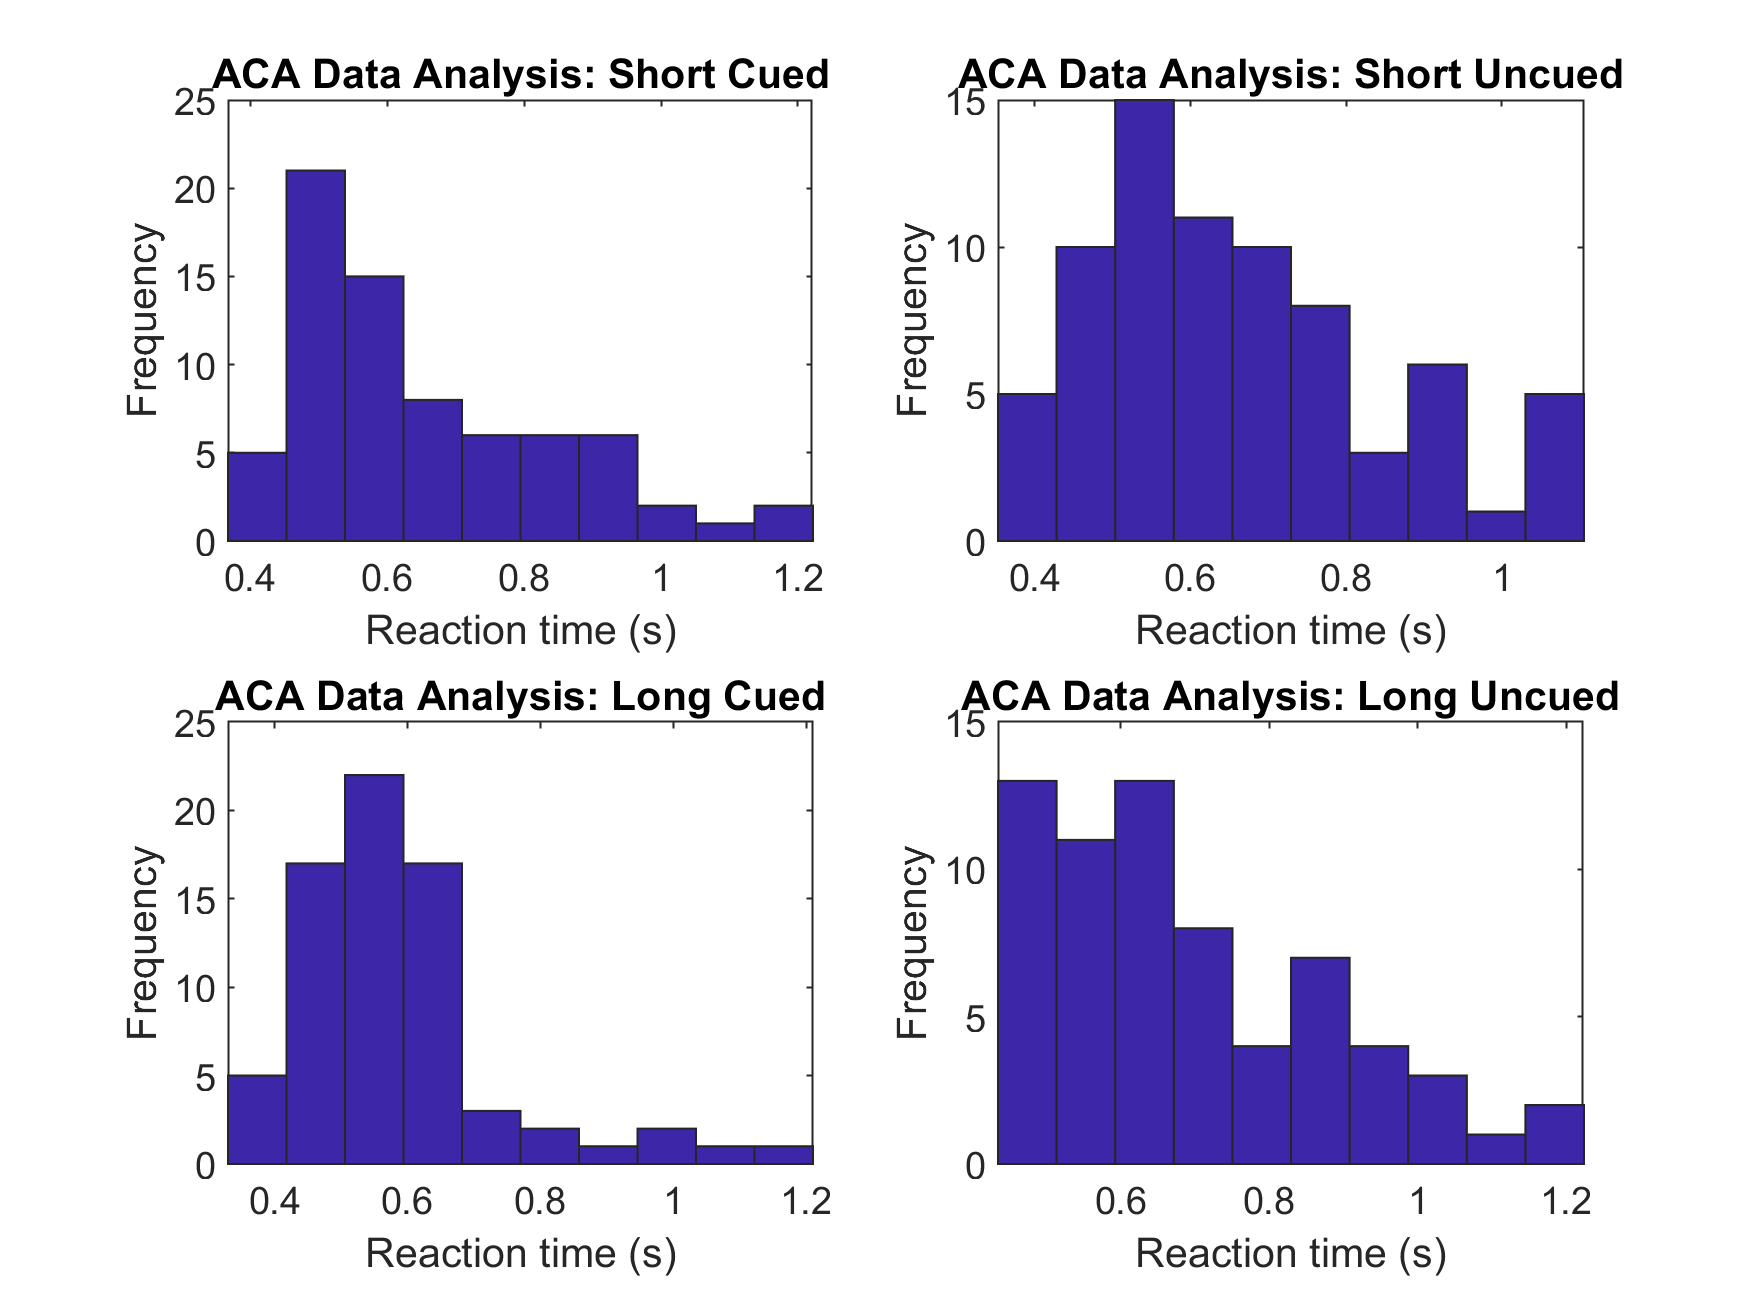 ACA Data Analysis: Short Cued
25
20
15
10
5
0
Frequency
0.4 0.6 0.8 1 1.2
Reaction time (s)
ACA Data Analysis: Short Uncued
15
10
5
0
Frequency
0.4 0.6 0.8 1
Reaction time (s)
ACA Data Analysis: Long Cued
25
20
15
10
5
0
Frequency
0.4 0.6 0.8 1 1.2
Reaction time (s)
ACA Data Analysis: Long Uncued
15
10
5
0
Frequency
0.6 0.8 1 1.2
Reaction time (s)